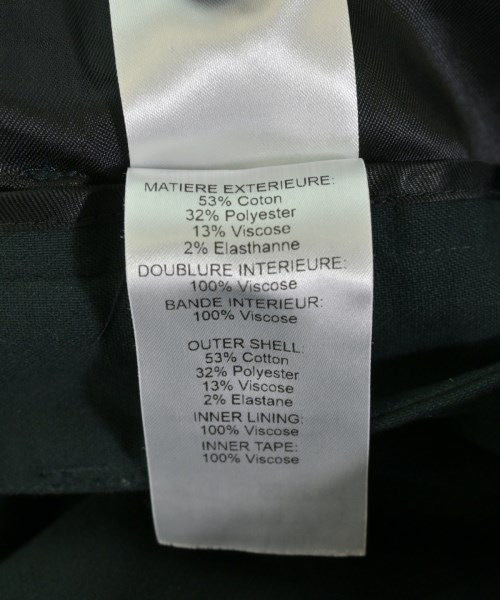 MATIERE EXTERIEURE:
53% Coton
32% Polyester
13% Viscose
2% Elasthanne
DOUBLURE INTERIEURE:
100% Viscose
BANDE INTERIEUR:
100% Viscose
OUTER SHELL:
53% Cotton
32% Polyester
13% Viscose
2% Elastane
INNER LINING:
100% Viscose
INNER TAPE:
100% Viscose